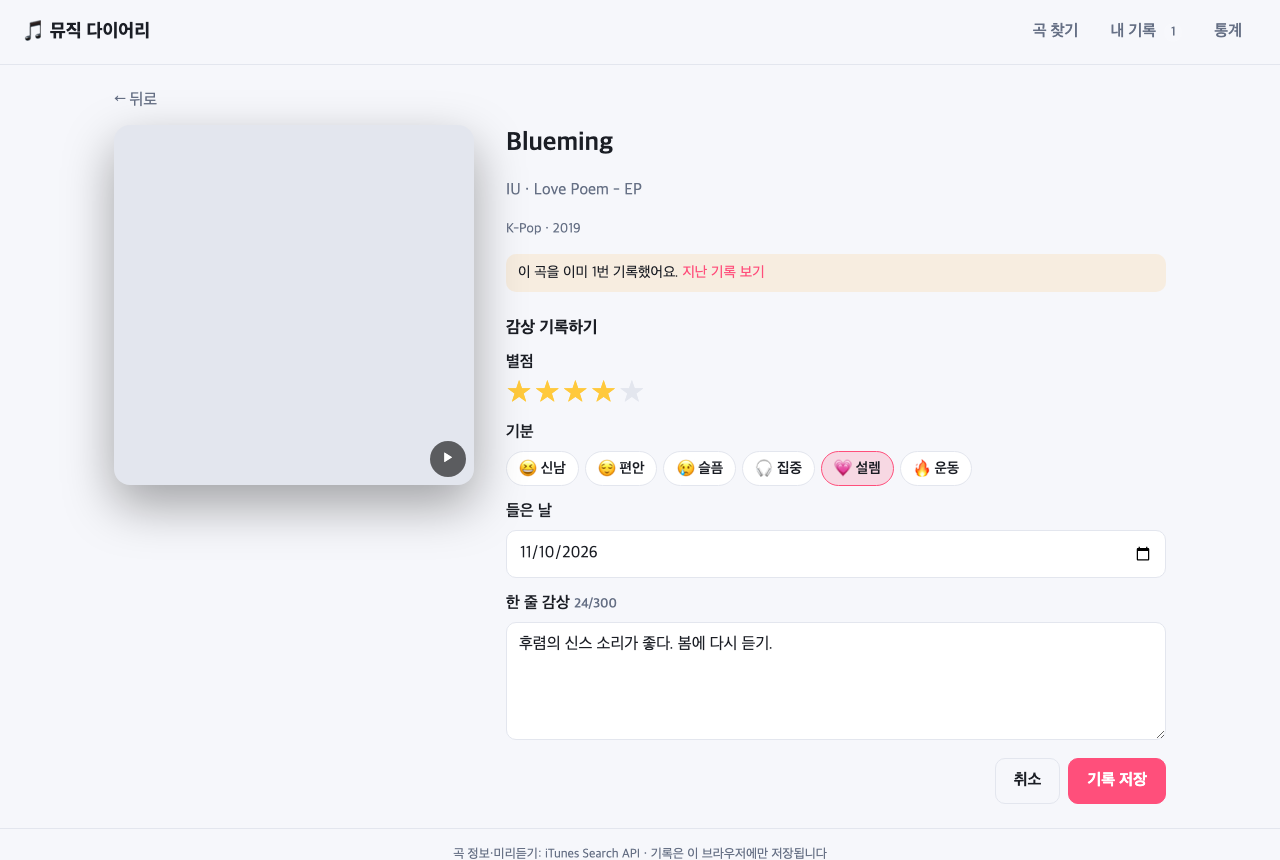 🎵 뮤직 다이어리
곡 찾기 내 기록 1 통계
← 뒤로
Blueming
IU · Love Poem - EP
K-Pop · 2019
이 곡을 이미 1번 기록했어요. 지난 기록 보기
감상 기록하기
별점
★★★★★
기분
😆 신남 😌 편안 😢 슬픔 🎧 집중 💗 설렘 🔥 운동
들은 날
11/10/2026
한 줄 감상 24/300
후렴의 신스 소리가 좋다. 봄에 다시 듣기.
취소 기록 저장
곡 정보·미리듣기: iTunes Search API · 기록은 이 브라우저에만 저장됩니다